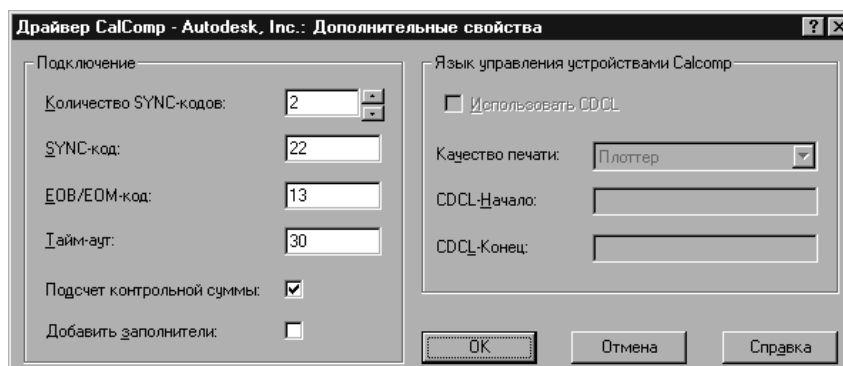 Драйвер CalComp - Autodesk, Inc.: Дополнительные свойства
Подключение
Количество SYNC-кодов: 2
SYNC-код: 22
EOB/EOM-код: 13
Тайм-аут: 30
Подсчет контрольной суммы:
Добавить заполнители:
Язык управления устройствами Calcomp
Использовать CDCL
Качество печати: Плоттер
CDCL-Начало:
CDCL-Конец:
OK Отмена Справка